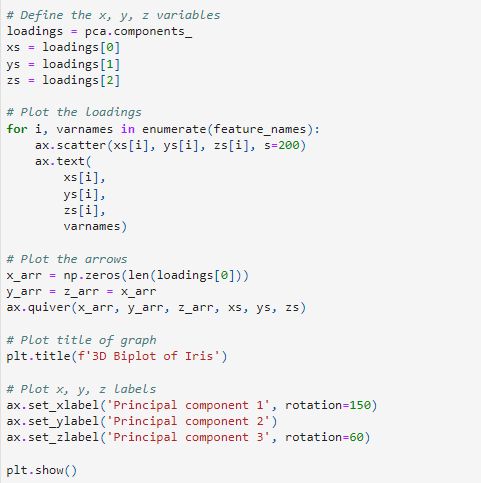 # Define the x, y, z variables
loadings = pca.components_
xs = loadings[0]
ys = loadings[1]
zs = loadings[2]

# Plot the loadings
for i, varnames in enumerate(feature_names):
    ax.scatter(xs[i], ys[i], zs[i], s=200)
    ax.text(
        xs[i],
        ys[i],
        zs[i],
        varnames)

# Plot the arrows
x_arr = np.zeros(len(loadings[0]))
y_arr = z_arr = x_arr
ax.quiver(x_arr, y_arr, z_arr, xs, ys, zs)

# Plot title of graph
plt.title(f'3D Biplot of Iris')

# Plot x, y, z labels
ax.set_xlabel('Principal component 1', rotation=150)
ax.set_ylabel('Principal component 2')
ax.set_zlabel('Principal component 3', rotation=60)

plt.show()